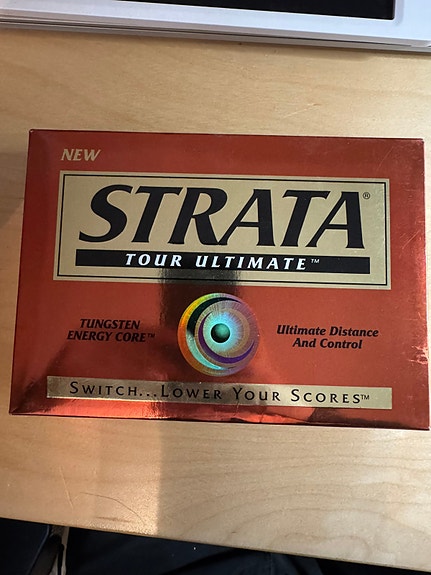 NEW
STRATA®
TOUR ULTIMATE™
TUNGSTEN
ENERGY CORE™
Ultimate Distance
And Control
SWITCH...LOWER YOUR SCORES™